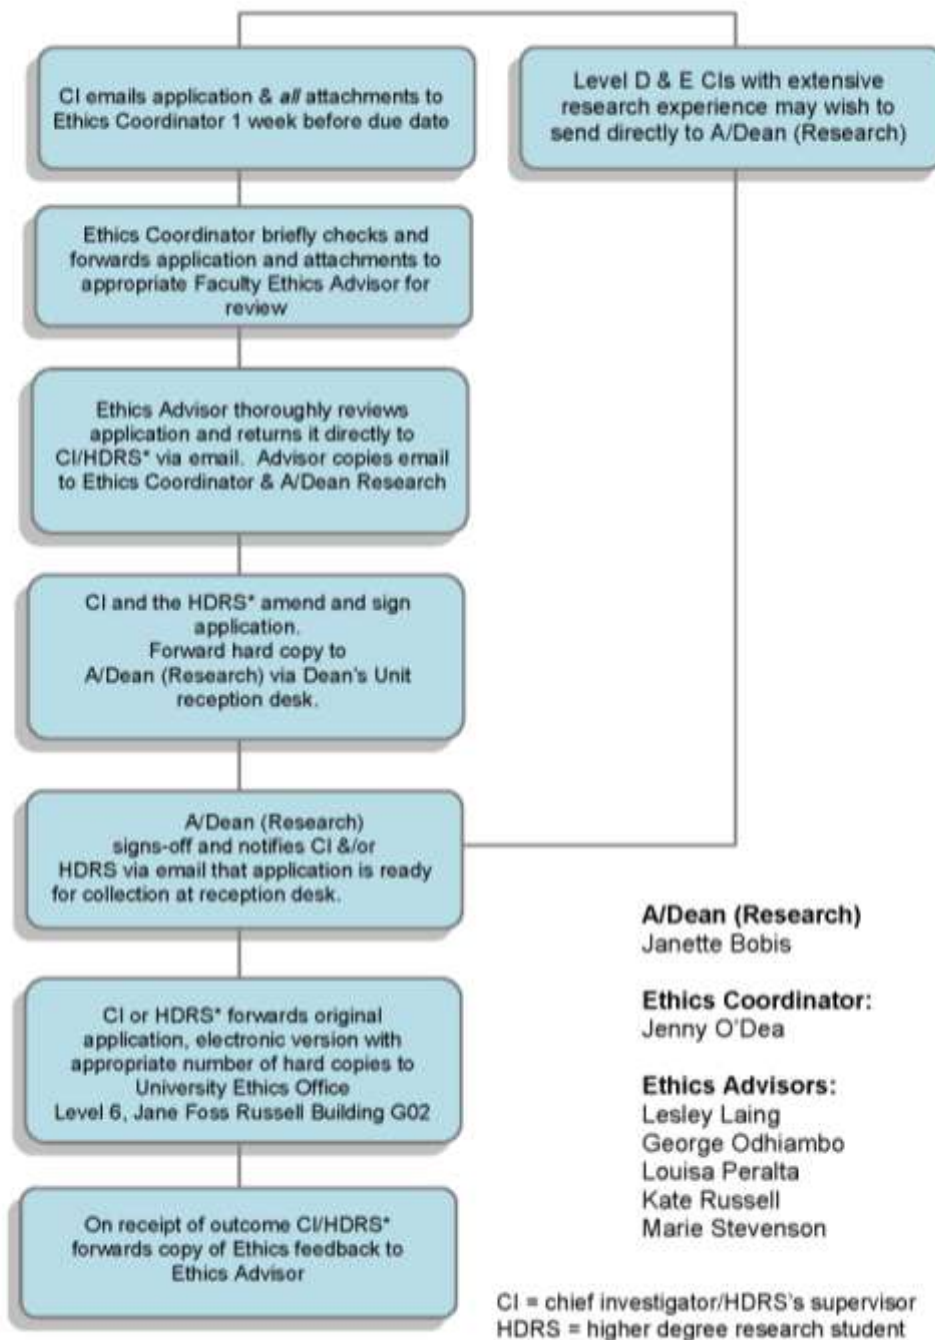 CI emails application & all attachments to
Ethics Coordinator 1 week before due date
Level D & E CIs with extensive
research experience may wish to
send directly to A/Dean (Research)
Ethics Coordinator briefly checks and
forwards application and attachments to
appropriate Faculty Ethics Advisor for
review
Ethics Advisor thoroughly reviews
application and returns it directly to
CI/HDRS* via email. Advisor copies email
to Ethics Coordinator & A/Dean Research
CI and the HDRS* amend and sign
application.
Forward hard copy to
A/Dean (Research) via Dean's Unit
reception desk.
A/Dean (Research)
signs-off and notifies CI &/or
HDRS via email that application is ready
for collection at reception desk.
CI or HDRS* forwards original
application, electronic version with
appropriate number of hard copies to
University Ethics Office
Level 6, Jane Foss Russell Building G02
On receipt of outcome CI/HDRS*
forwards copy of Ethics feedback to
Ethics Advisor
A/Dean (Research)
Janette Bobis
Ethics Coordinator:
Jenny O'Dea
Ethics Advisors:
Lesley Laing
George Odhiambo
Louisa Peralta
Kate Russell
Marie Stevenson
CI = chief investigator/HDRS's supervisor
HDRS = higher degree research student